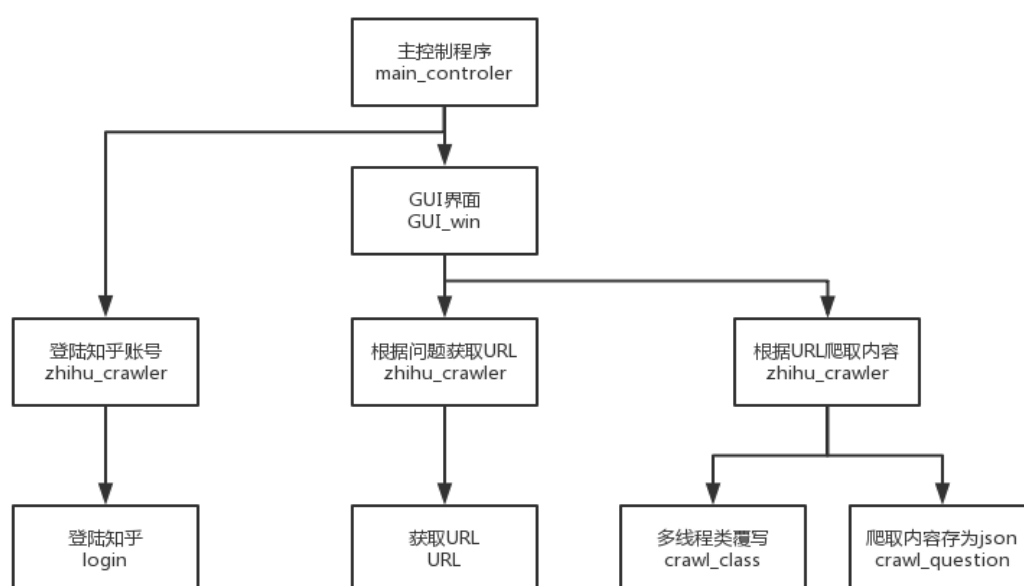 主控制程序
main_controler
GUI界面
GUI_win
登陆知乎账号
zhihu_crawler
根据问题获取URL
zhihu_crawler
根据URL爬取内容
zhihu_crawler
登陆知乎
login
获取URL
URL
多线程类覆写
crawl_class
爬取内容存为json
crawl_question